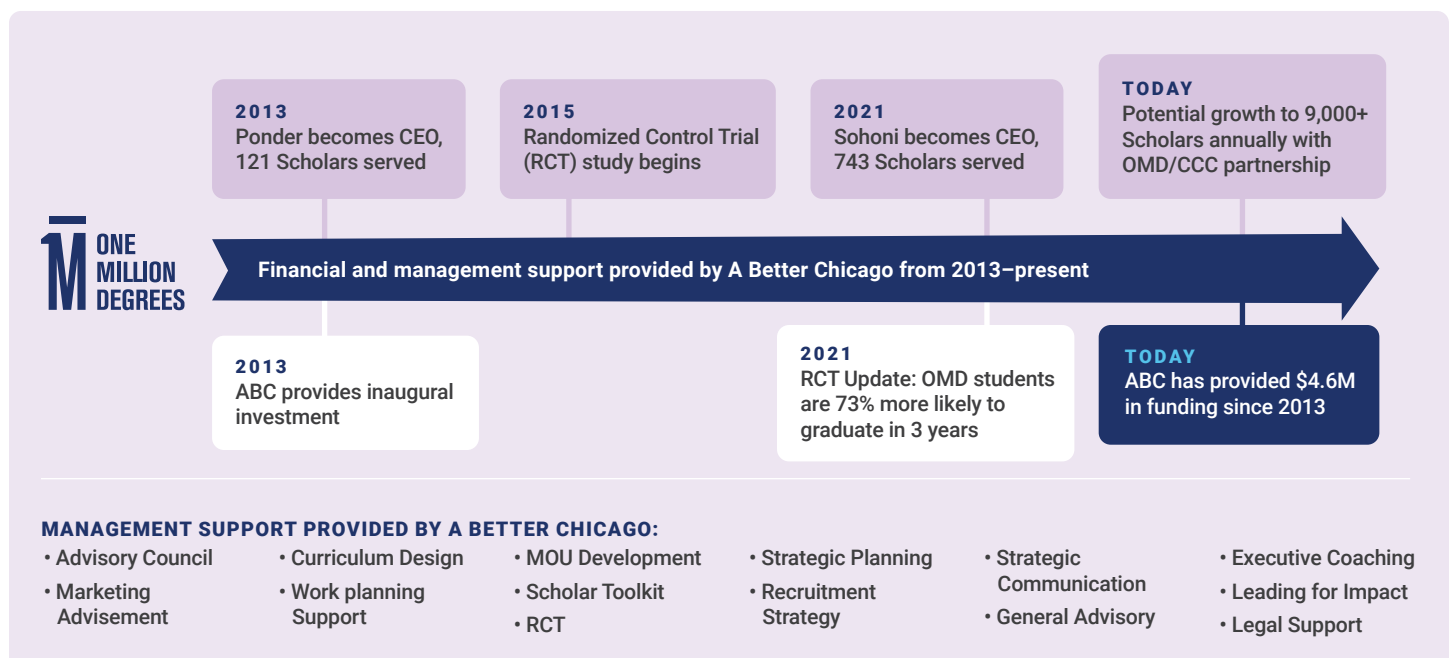 2013
Ponder becomes CEO,
121 Scholars served
2015
Randomized Control Trial
(RCT) study begins
2021
Sohoni becomes CEO,
743 Scholars served
TODAY
Potential growth to 9,000+
Scholars annually with
OMD/CCC partnership
1M ONE
MILLION
DEGREES
Financial and management support provided by A Better Chicago from 2013–present
2013
ABC provides inaugural
investment
2021
RCT Update: OMD students
are 73% more likely to
graduate in 3 years
TODAY
ABC has provided $4.6M
in funding since 2013
MANAGEMENT SUPPORT PROVIDED BY A BETTER CHICAGO:
• Advisory Council
• Marketing
Advisement
• Curriculum Design
• Work planning
Support
• MOU Development
• Scholar Toolkit
• RCT
• Strategic Planning
• Recruitment
Strategy
• Strategic
Communication
• General Advisory
• Executive Coaching
• Leading for Impact
• Legal Support